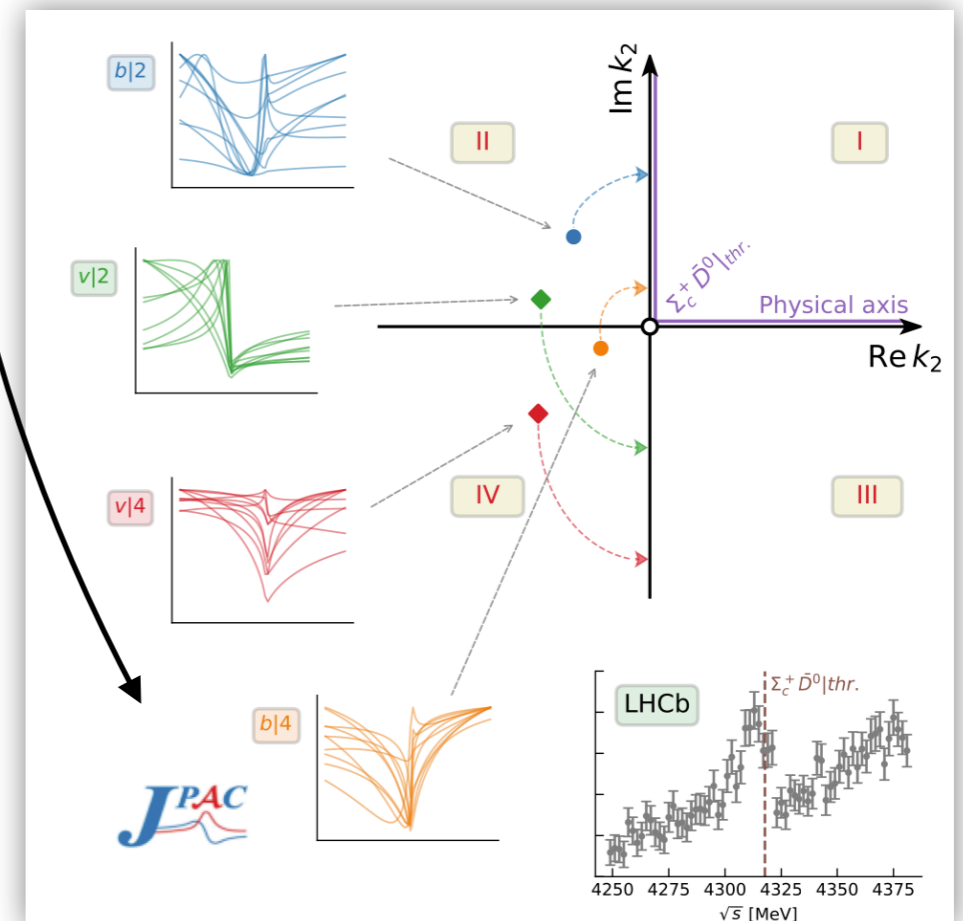 b|2
II
I
Im k₂
Σc⁺ D̄⁰|thr.
Physical axis
Re k₂
v|2
v|4
IV
III
b|4
JPAC
LHCb
Σc⁺ D̄⁰|thr.
4250 4275 4300 4325 4350 4375
√s [MeV]